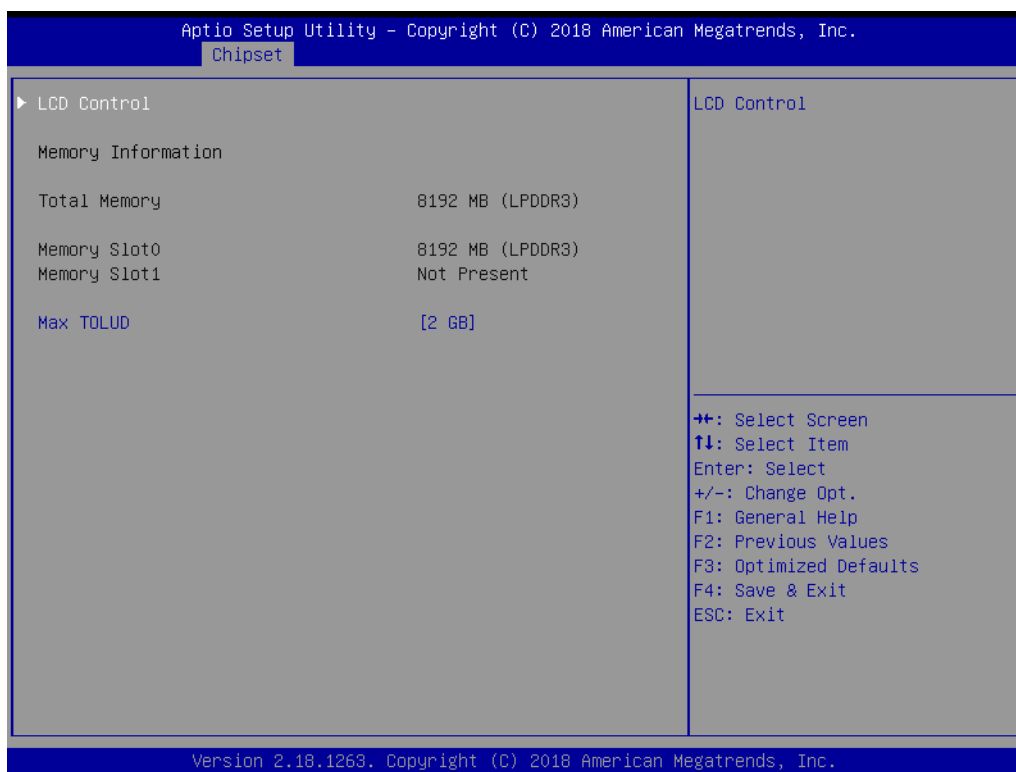 Aptio Setup Utility – Copyright (C) 2018 American Megatrends, Inc.
Chipset
LCD Control
Memory Information
Total Memory 8192 MB (LPDDR3)
Memory Slot0 8192 MB (LPDDR3)
Memory Slot1 Not Present
Max TOLUD [2 GB]
LCD Control
→←: Select Screen
↑↓: Select Item
Enter: Select
+/-: Change Opt.
F1: General Help
F2: Previous Values
F3: Optimized Defaults
F4: Save & Exit
ESC: Exit
Version 2.18.1263. Copyright (C) 2018 American Megatrends, Inc.